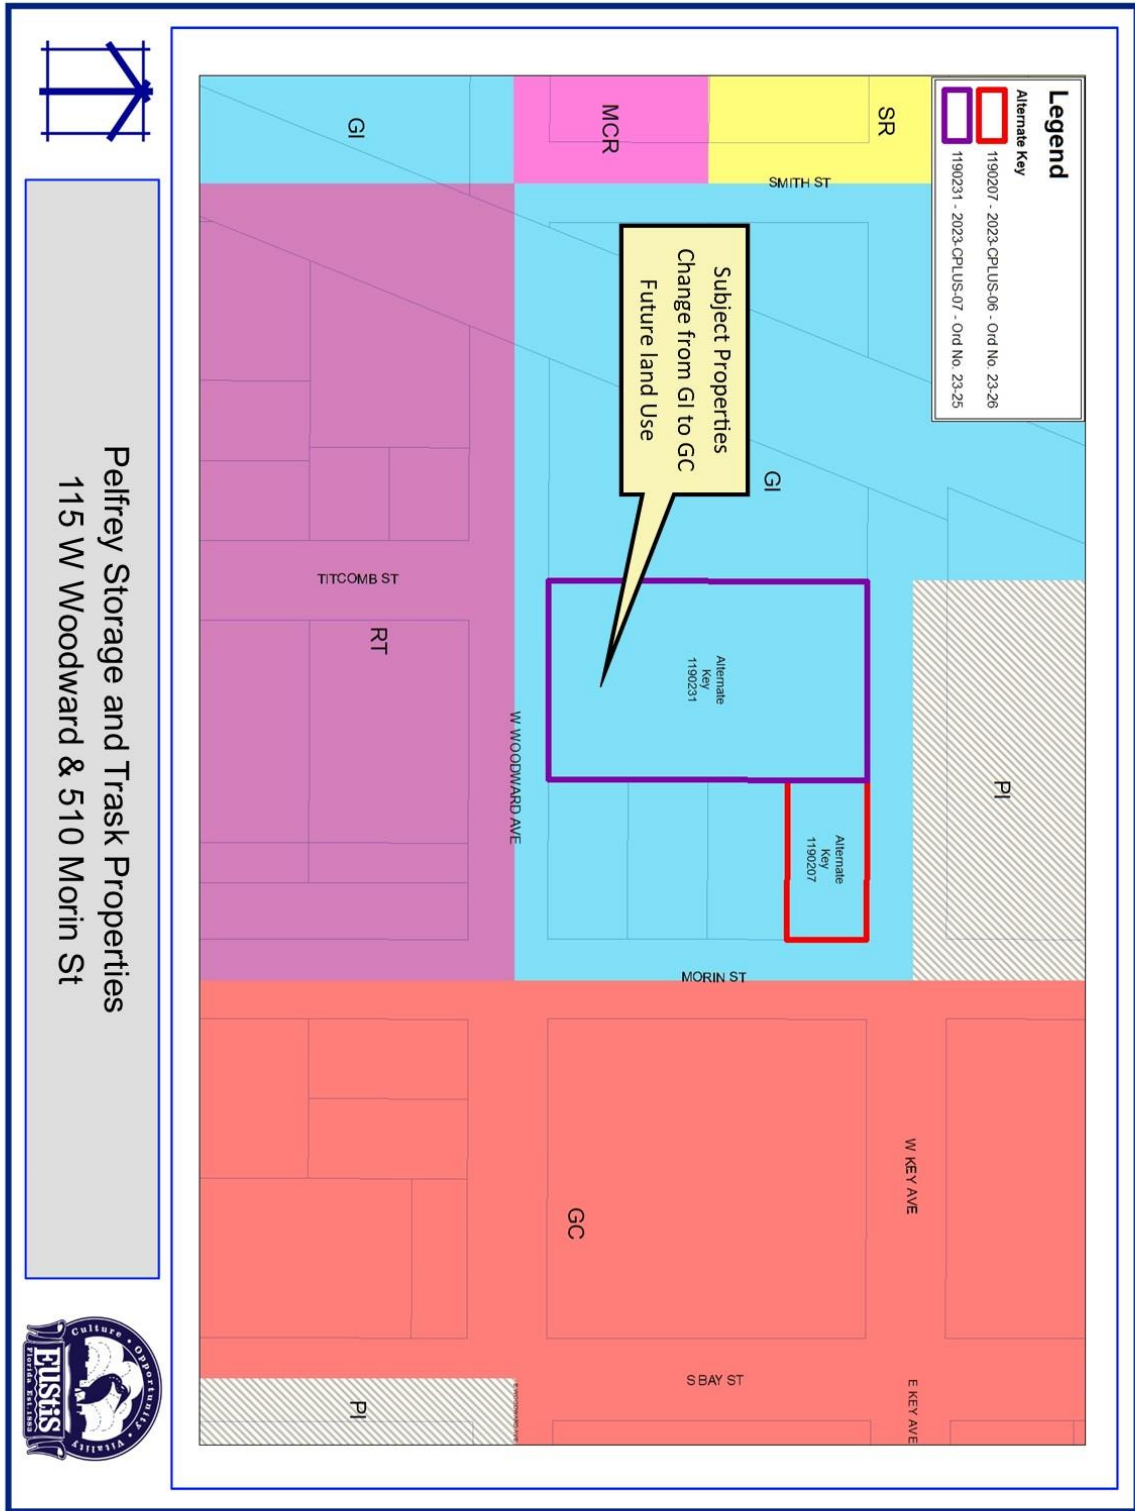 Legend
Alternate Key
1190207 - 2023-CPLUS-06 - Ord No. 23-26
1190231 - 2023-CPLUS-07 - Ord No. 23-25
SR
MCR
GI
SMITH ST
Subject Properties
Change from GI to GC
Future land Use
GI
PI
TITCOMB ST
RT
Alternate
Key
1190231
Alternate
Key
1190207
W WOODWARD AVE
MORIN ST
W KEY AVE
GC
S BAY ST
E KEY AVE
PI
Pelfrey Storage and Trask Properties
115 W Woodward & 510 Morin St
Culture • Opportunity • Vitality
EUSTIS
Florida Est. 1883